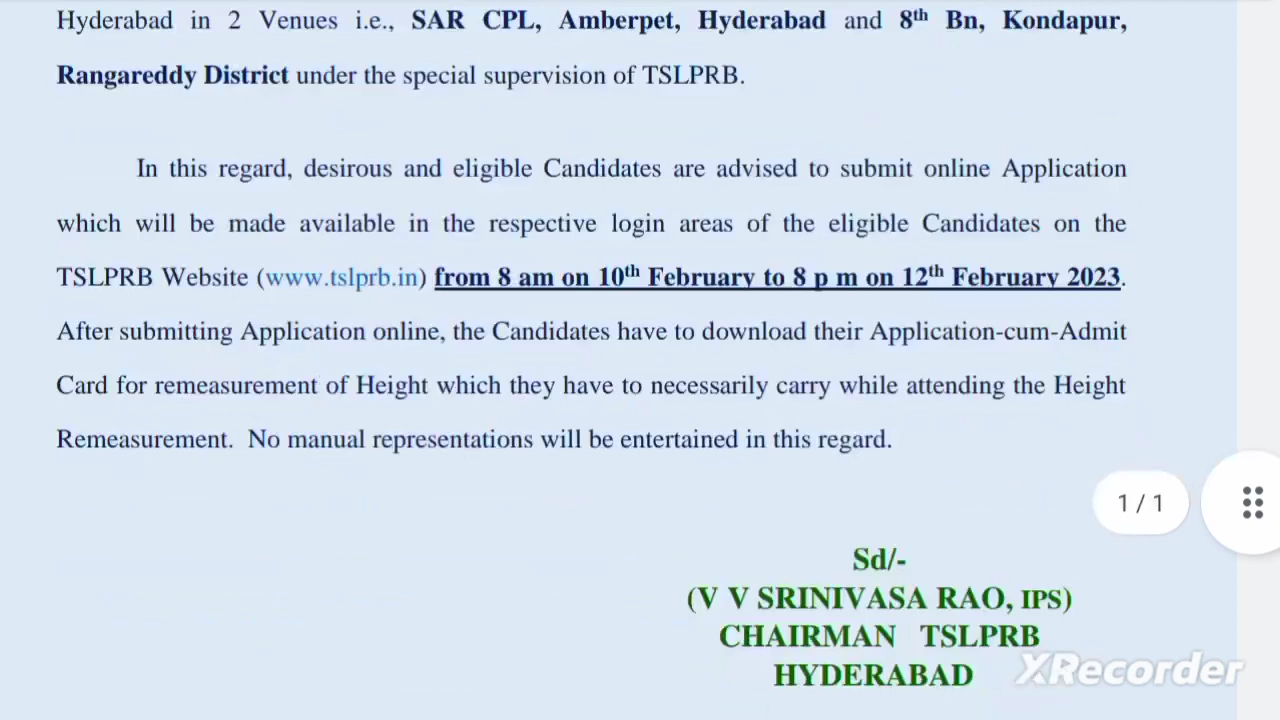 Hyderabad in 2 Venues i.e., SAR CPL, Amberpet, Hyderabad and 8th Bn, Kondapur,
Rangareddy District under the special supervision of TSLPRB.
In this regard, desirous and eligible Candidates are advised to submit online Application
which will be made available in the respective login areas of the eligible Candidates on the
TSLPRB Website (www.tslprb.in) from 8 am on 10th February to 8 p m on 12th February 2023.
After submitting Application online, the Candidates have to download their Application-cum-Admit
Card for remeasurement of Height which they have to necessarily carry while attending the Height
Remeasurement. No manual representations will be entertained in this regard.
1 / 1
Sd/-
(V V SRINIVASA RAO, IPS)
CHAIRMAN TSLPRB
HYDERABAD
XRecorder